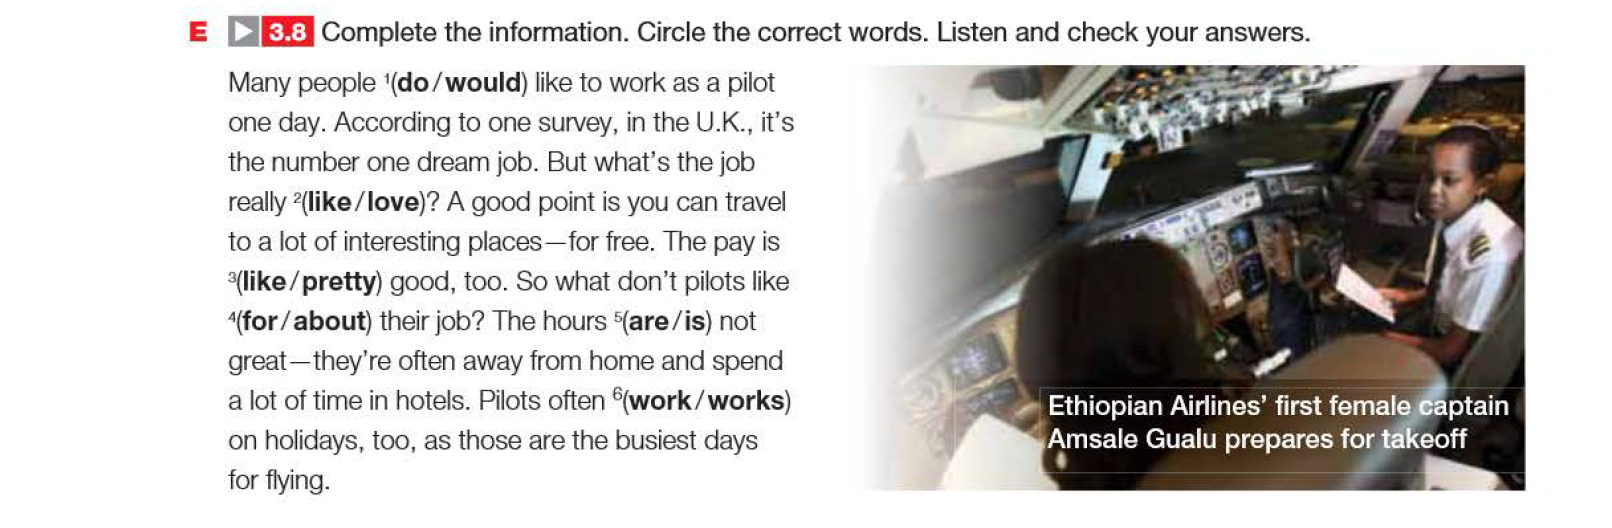 E ▶ 3.8 Complete the information. Circle the correct words. Listen and check your answers.
Many people ¹(do/would) like to work as a pilot
one day. According to one survey, in the U.K., it's
the number one dream job. But what's the job
really ²(like/love)? A good point is you can travel
to a lot of interesting places—for free. The pay is
³(like/pretty) good, too. So what don't pilots like
⁴(for/about) their job? The hours ⁵(are/is) not
great—they're often away from home and spend
a lot of time in hotels. Pilots often ⁶(work/works)
on holidays, too, as those are the busiest days
for flying.
Ethiopian Airlines' first female captain
Amsale Gualu prepares for takeoff